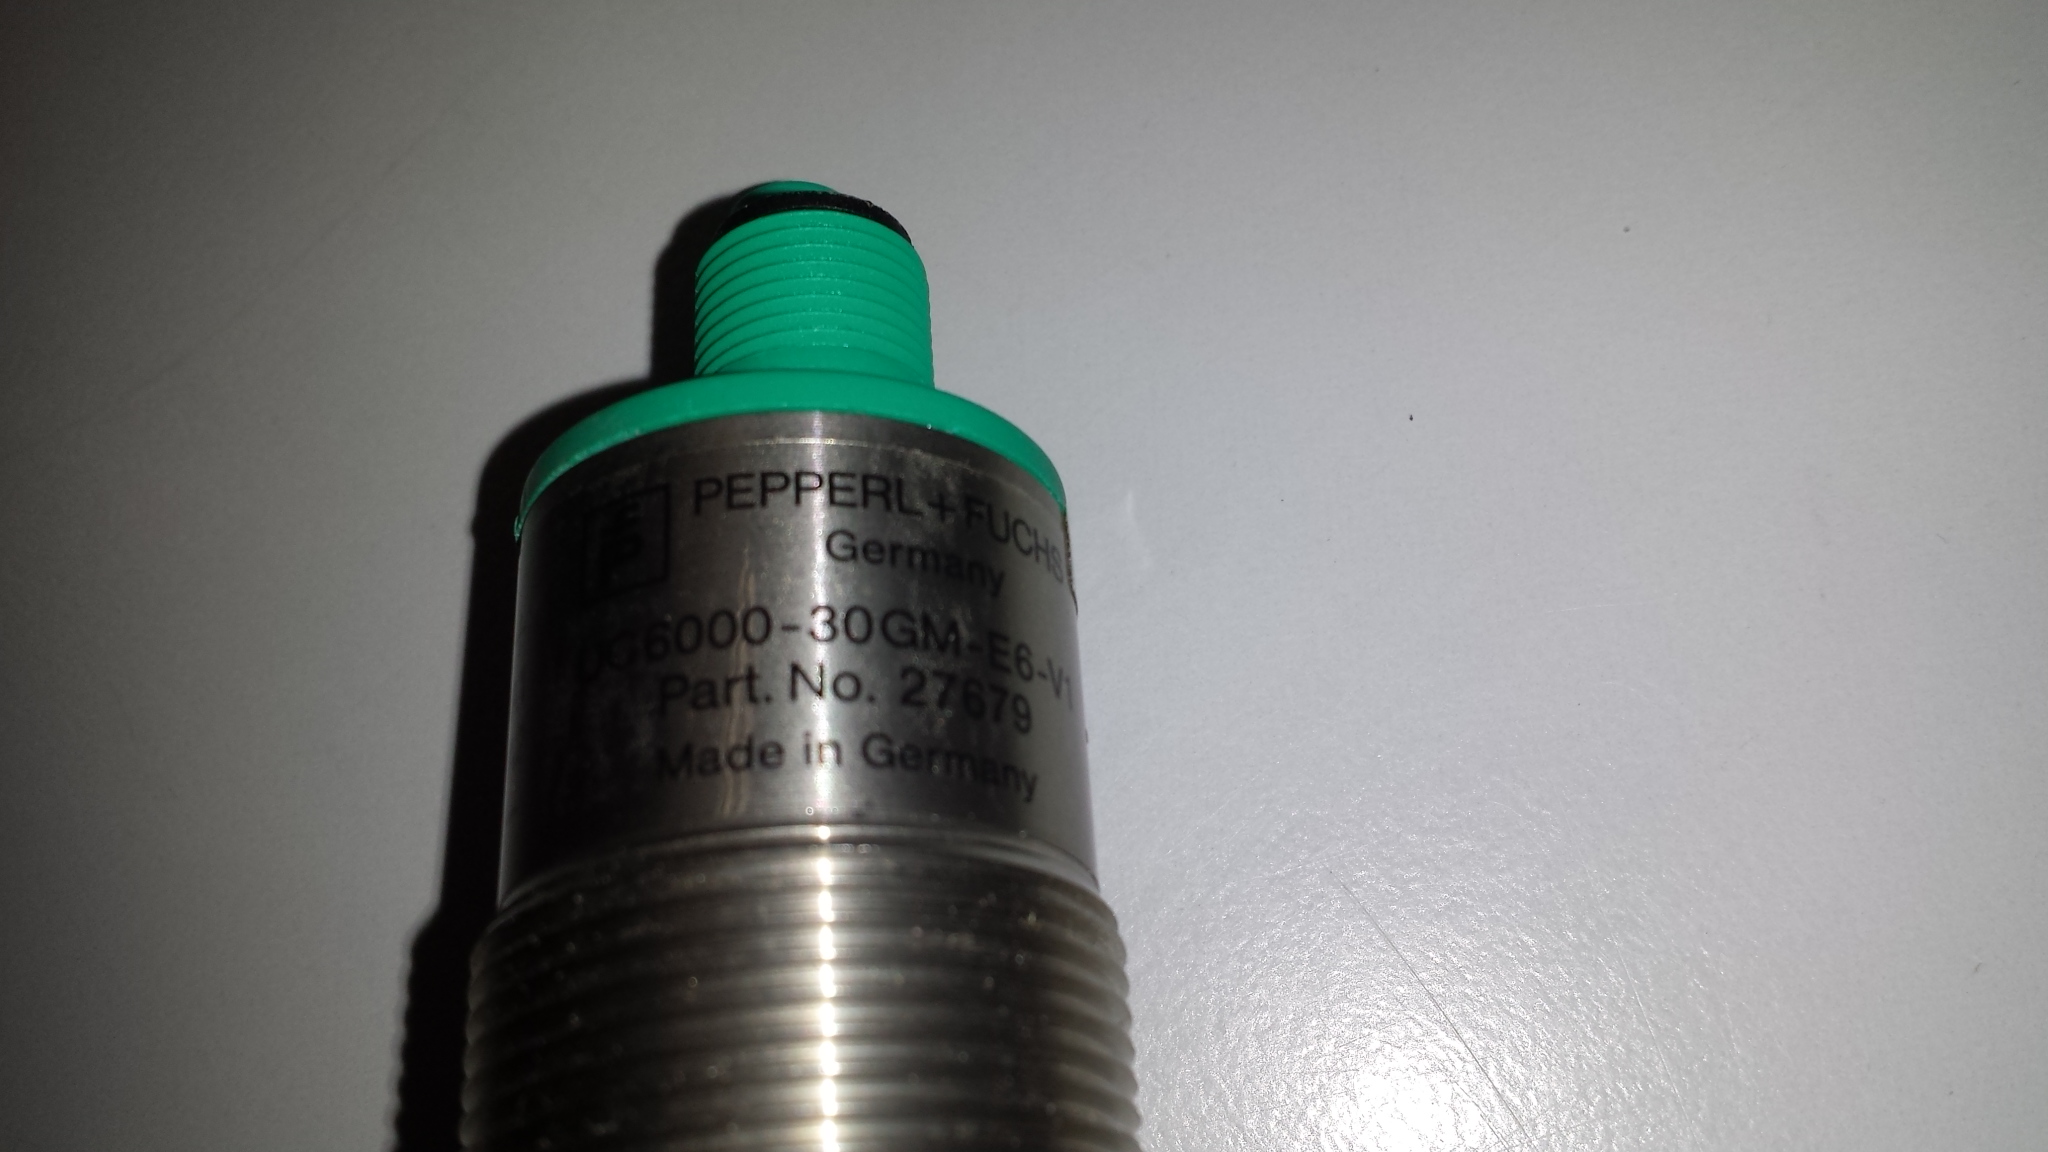 PEPPERL+FUCHS
Germany
UC6000-30GM-E6-V1
Part. No. 27679
Made in Germany